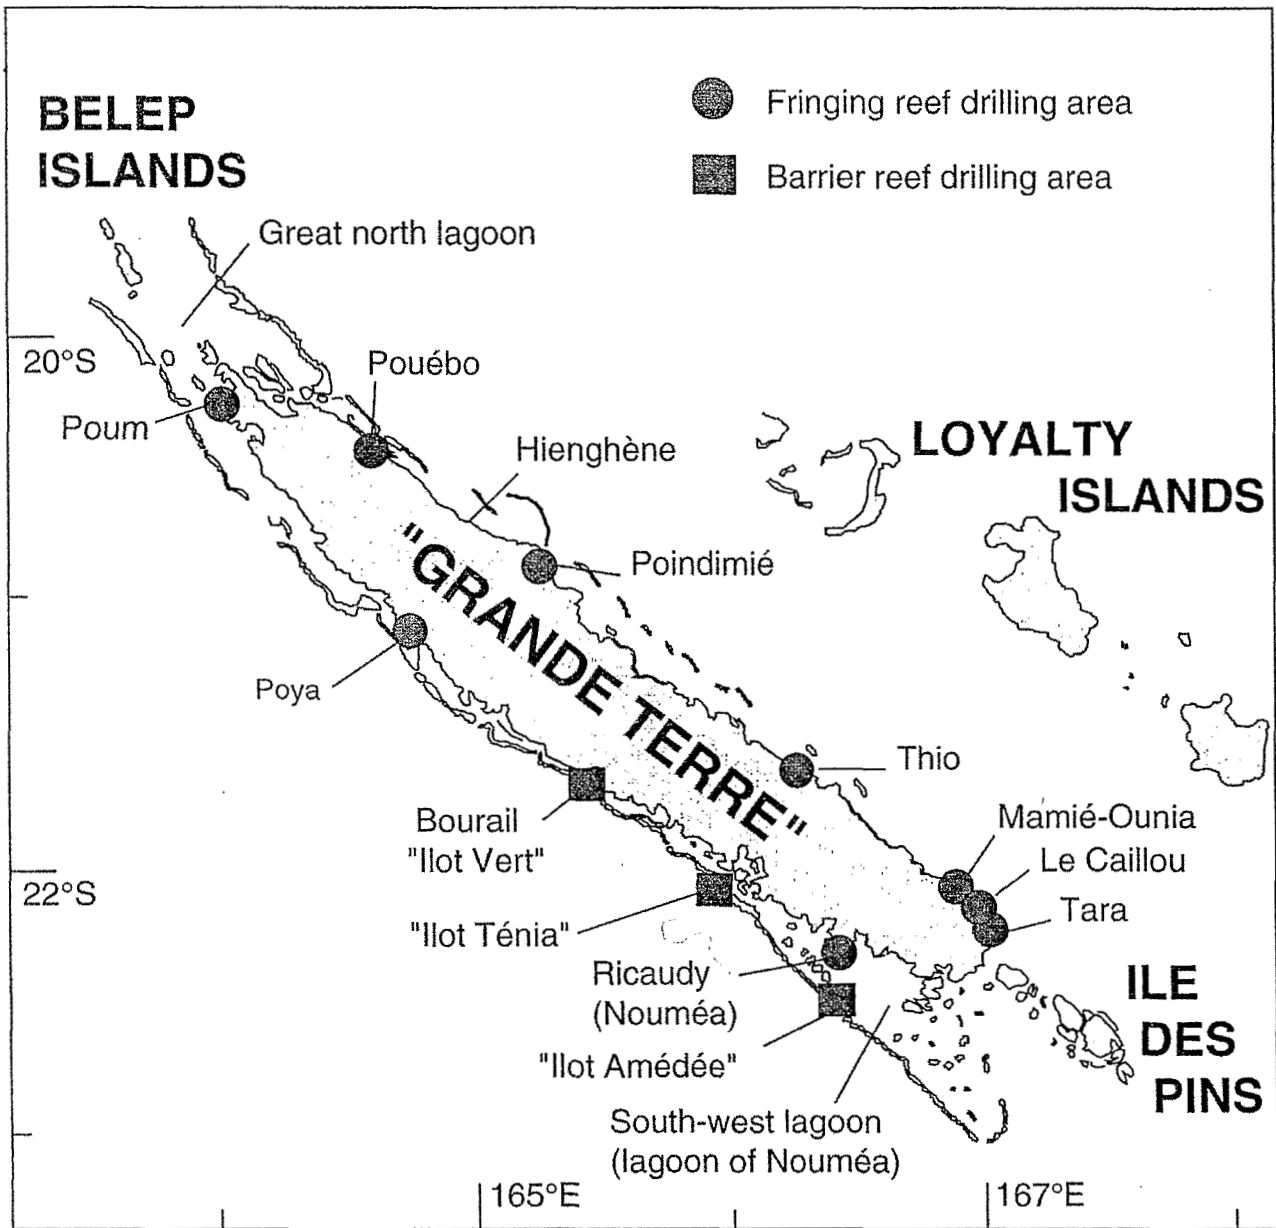 BELEP
ISLANDS
Fringing reef drilling area
Barrier reef drilling area
Great north lagoon
20°S
Pouébo
Poum
Hienghène
LOYALTY
ISLANDS
"GRANDE TERRE"
Poindimié
Poya
Thio
Bourail
"Ilot Vert"
Mamié-Ounia
Le Caillou
22°S
Tara
"Ilot Ténia"
Ricaudy
(Nouméa)
ILE
DES
PINS
"Ilot Amédée"
South-west lagoon
(lagoon of Nouméa)
165°E
167°E